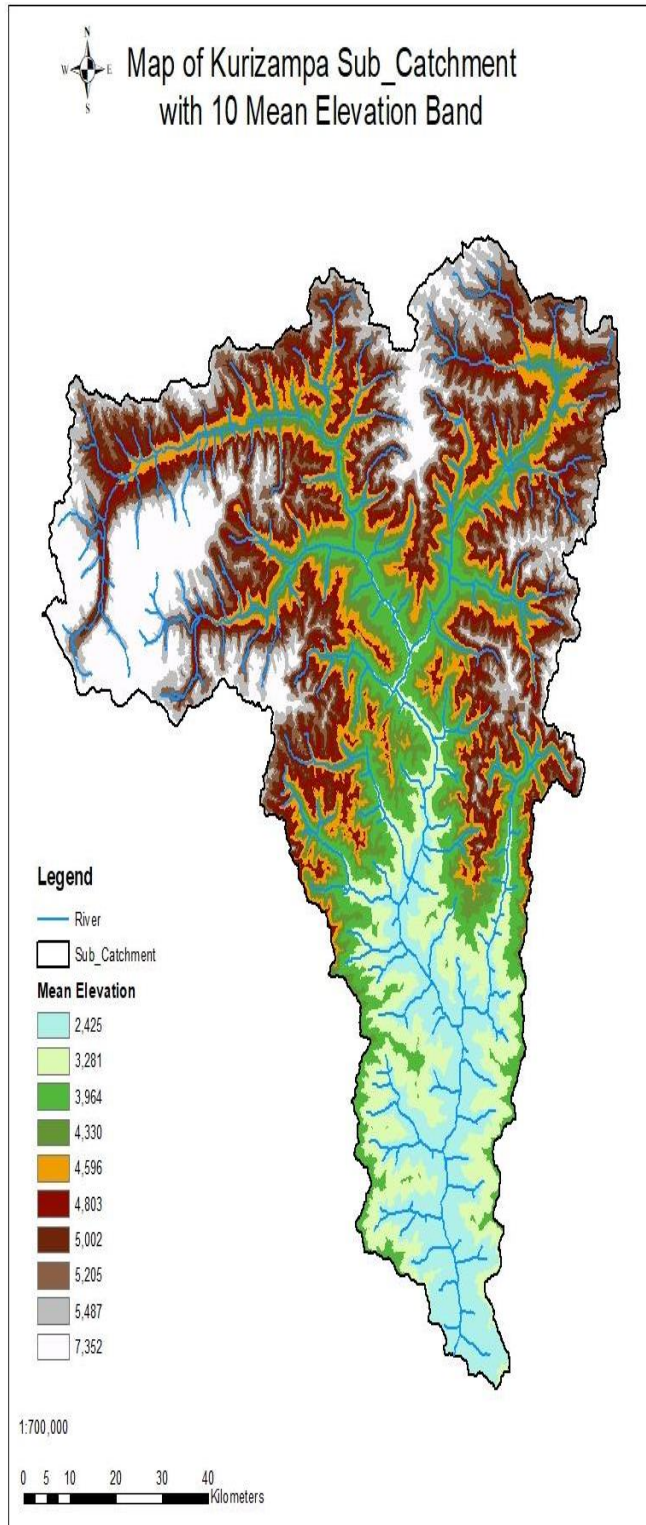 N
W E
S
Map of Kurizampa Sub_Catchment
with 10 Mean Elevation Band
Legend
River
Sub_Catchment
Mean Elevation
2,425
3,281
3,964
4,330
4,596
4,803
5,002
5,205
5,487
7,352
1:700,000
0 5 10 20 30 40
Kilometers